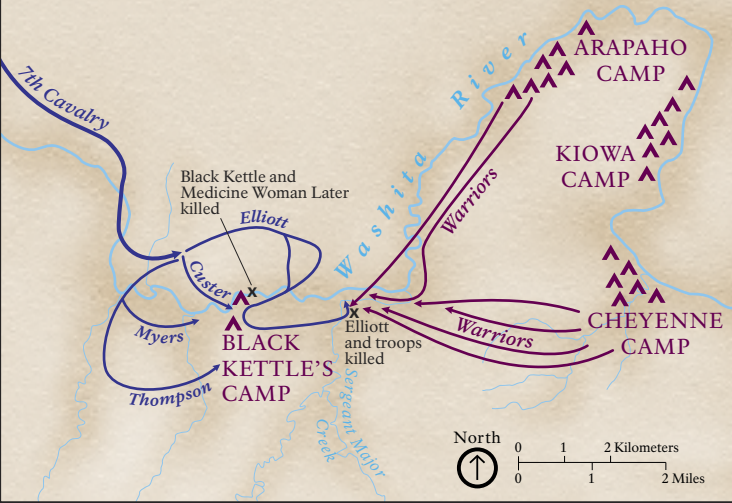 ARAPAHO
CAMP
Washita River
7th Cavalry
KIOWA
CAMP
Black Kettle and
Medicine Woman Later
killed
Elliott
Warriors
Custer
x
x
Myers
BLACK
KETTLE'S
CAMP
Elliott
and troops
killed
Warriors
CHEYENNE
CAMP
Thompson
Sergeant Major
Creek
North
0 1 2 Kilometers
0 1 2 Miles